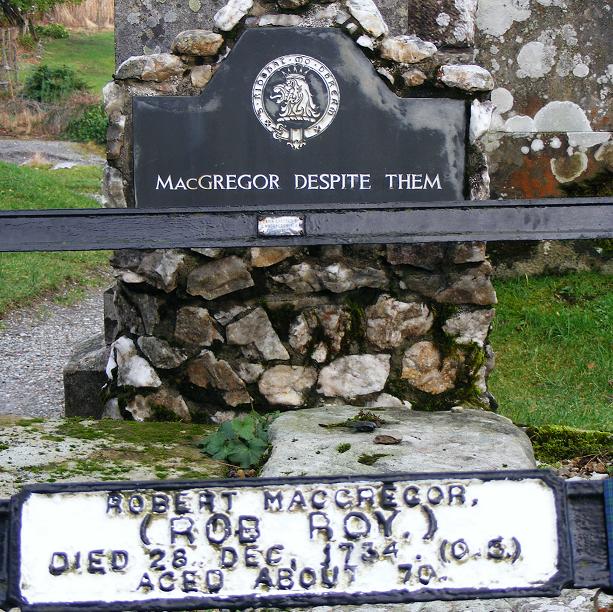 MACGREGOR DESPITE THEM
ROBERT MACGREGOR,
(ROB ROY.)
DIED 28 DEC, 1734. (O.S.)
AGED ABOUT 70.